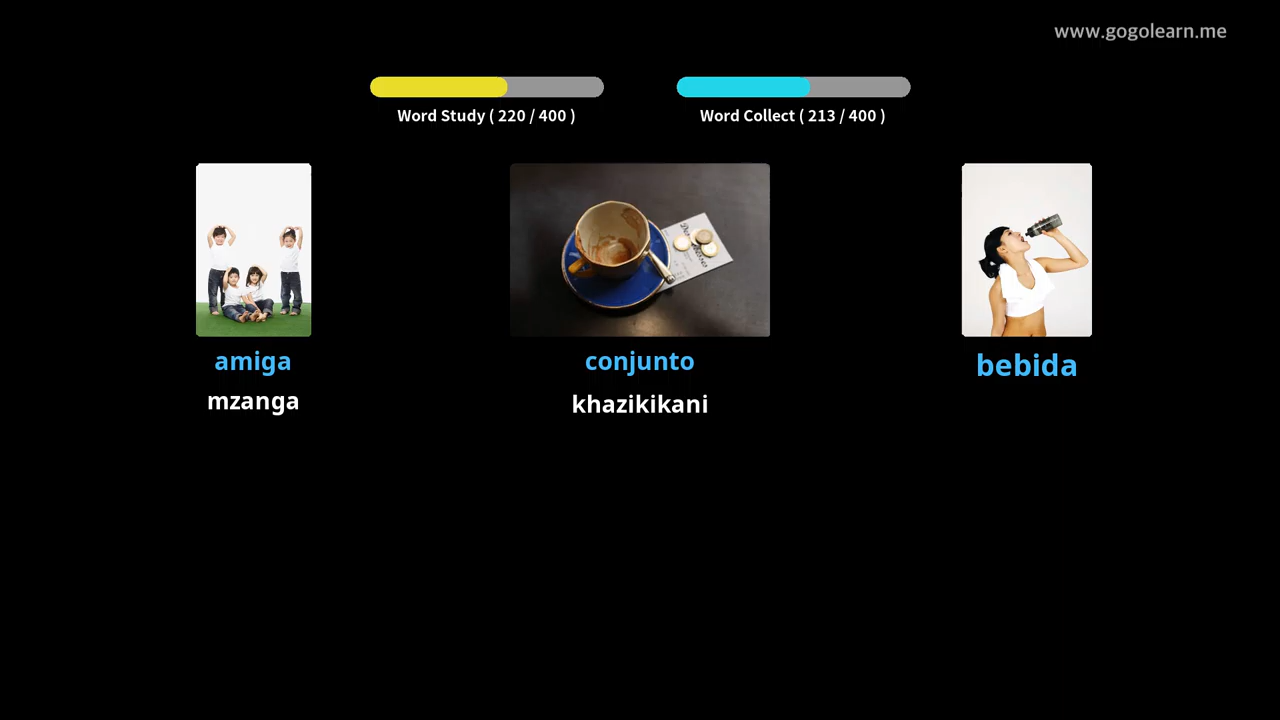 www.gogolearn.me
Word Study ( 220 / 400 )
Word Collect ( 213 / 400 )
amiga
mzanga
conjunto
khazikikani
bebida